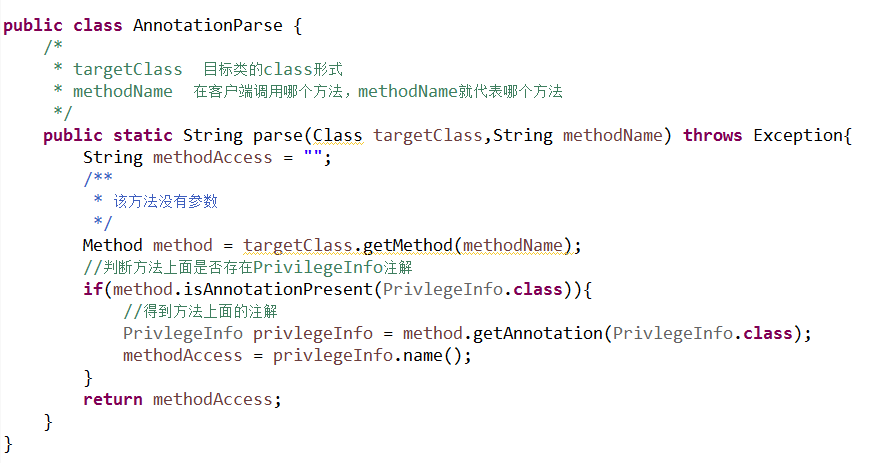 public class AnnotationParse {
    /*
     * targetClass  目标类的class形式
     * methodName  在客户端调用哪个方法，methodName就代表哪个方法
     */
    public static String parse(Class targetClass,String methodName) throws Exception{
        String methodAccess = "";
        /**
         * 该方法没有参数
         */
        Method method = targetClass.getMethod(methodName);
        //判断方法上面是否存在PrivilegeInfo注解
        if(method.isAnnotationPresent(PrivlegeInfo.class)){
            //得到方法上面的注解
            PrivlegeInfo privlegeInfo = method.getAnnotation(PrivlegeInfo.class);
            methodAccess = privlegeInfo.name();
        }
        return methodAccess;
    }
}